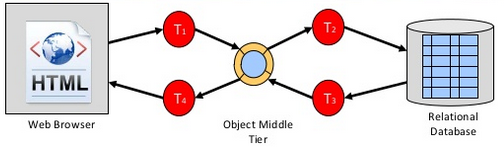 T1
T2
HTML
T4
T3
Web Browser
Object Middle
Tier
Relational
Database